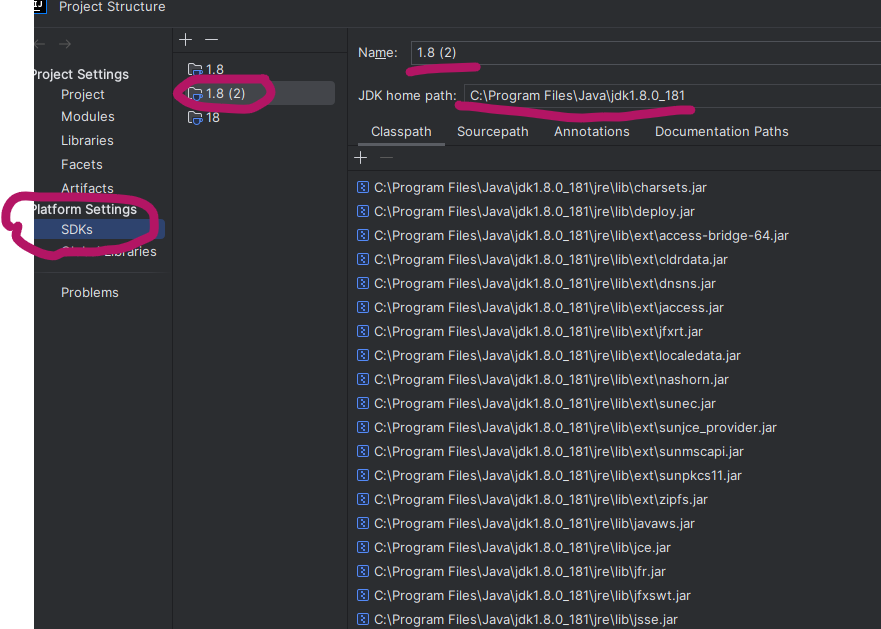 Project Structure
Project Settings
Project
Modules
Libraries
Facets
Artifacts
Platform Settings
SDKs
Libraries
Problems
1.8
1.8 (2)
18
Name: 1.8 (2)
JDK home path: C:\Program Files\Java\jdk1.8.0_181
Classpath Sourcepath Annotations Documentation Paths
C:\Program Files\Java\jdk1.8.0_181\jre\lib\charsets.jar
C:\Program Files\Java\jdk1.8.0_181\jre\lib\deploy.jar
C:\Program Files\Java\jdk1.8.0_181\jre\lib\ext\access-bridge-64.jar
C:\Program Files\Java\jdk1.8.0_181\jre\lib\ext\cldrdata.jar
C:\Program Files\Java\jdk1.8.0_181\jre\lib\ext\dnsns.jar
C:\Program Files\Java\jdk1.8.0_181\jre\lib\ext\jaccess.jar
C:\Program Files\Java\jdk1.8.0_181\jre\lib\ext\jfxrt.jar
C:\Program Files\Java\jdk1.8.0_181\jre\lib\ext\localedata.jar
C:\Program Files\Java\jdk1.8.0_181\jre\lib\ext\nashorn.jar
C:\Program Files\Java\jdk1.8.0_181\jre\lib\ext\sunec.jar
C:\Program Files\Java\jdk1.8.0_181\jre\lib\ext\sunjce_provider.jar
C:\Program Files\Java\jdk1.8.0_181\jre\lib\ext\sunmscapi.jar
C:\Program Files\Java\jdk1.8.0_181\jre\lib\ext\sunpkcs11.jar
C:\Program Files\Java\jdk1.8.0_181\jre\lib\ext\zipfs.jar
C:\Program Files\Java\jdk1.8.0_181\jre\lib\javaws.jar
C:\Program Files\Java\jdk1.8.0_181\jre\lib\jce.jar
C:\Program Files\Java\jdk1.8.0_181\jre\lib\jfr.jar
C:\Program Files\Java\jdk1.8.0_181\jre\lib\jfxswt.jar
C:\Program Files\Java\jdk1.8.0_181\jre\lib\jsse.jar